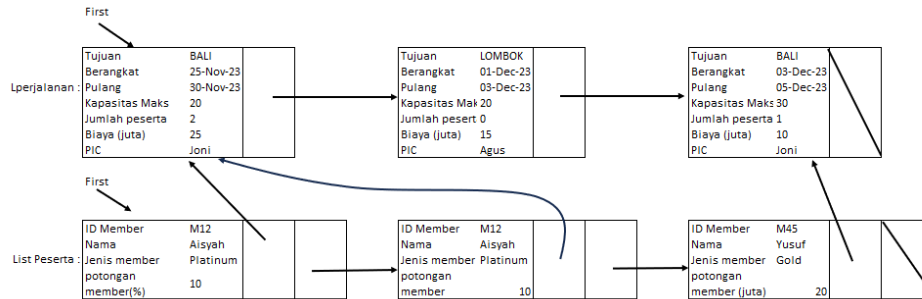 First
Lperjalanan :
Tujuan BALI
Berangkat 25-Nov-23
Pulang 30-Nov-23
Kapasitas Maks 20
Jumlah peserta 2
Biaya (juta) 25
PIC Joni
Tujuan LOMBOK
Berangkat 01-Dec-23
Pulang 03-Dec-23
Kapasitas Mak 20
Jumlah pesert 0
Biaya (juta) 15
PIC Agus
Tujuan BALI
Berangkat 03-Dec-23
Pulang 05-Dec-23
Kapasitas Maks 30
Jumlah peserta 1
Biaya (juta) 10
PIC Joni
First
List Peserta :
ID Member M12
Nama Aisyah
Jenis member Platinum
potongan
member(%) 10
ID Member M12
Nama Aisyah
Jenis member Platinum
potongan
member 10
ID Member M45
Nama Yusuf
Jenis member Gold
potongan
member (juta) 20